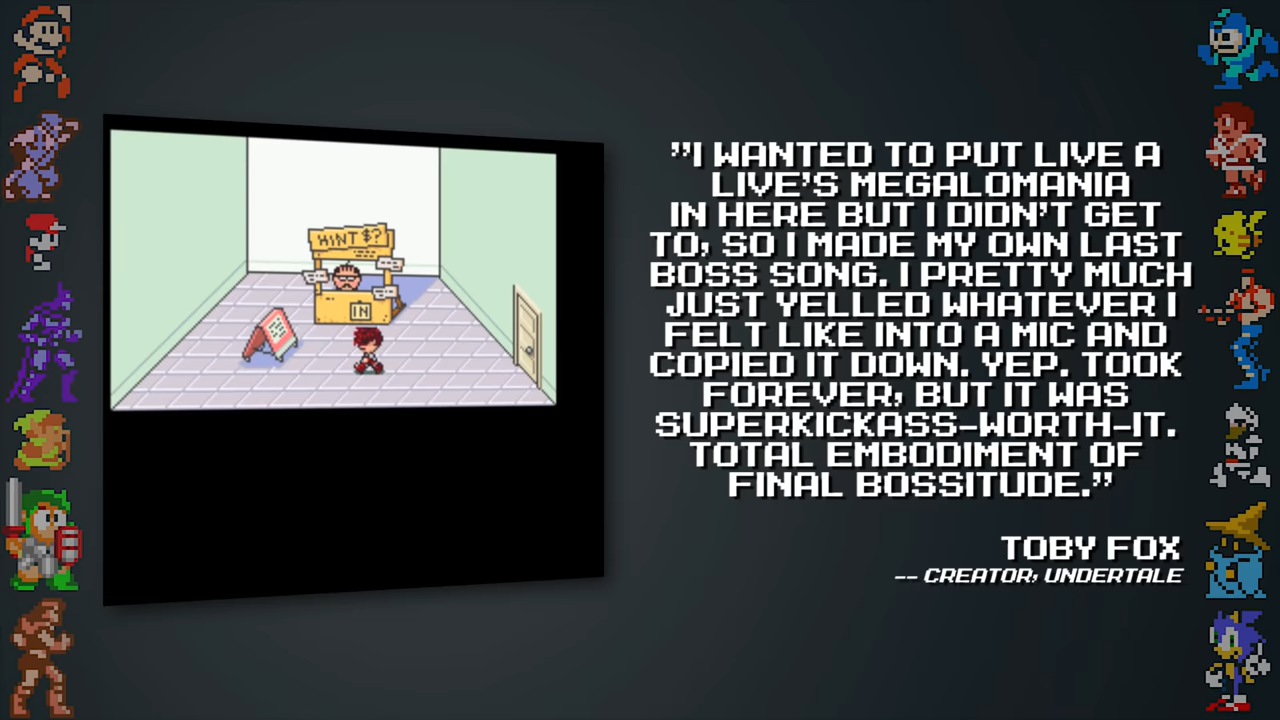 HINT $?
IN
"I WANTED TO PUT LIVE A
LIVE'S MEGALOMANIA
IN HERE BUT I DIDN'T GET
TO, SO I MADE MY OWN LAST
BOSS SONG. I PRETTY MUCH
JUST YELLED WHATEVER I
FELT LIKE INTO A MIC AND
COPIED IT DOWN. YEP. TOOK
FOREVER, BUT IT WAS
SUPERKICKASS-WORTH-IT.
TOTAL EMBODIMENT OF
FINAL BOSSITUDE."
TOBY FOX
-- CREATOR, UNDERTALE